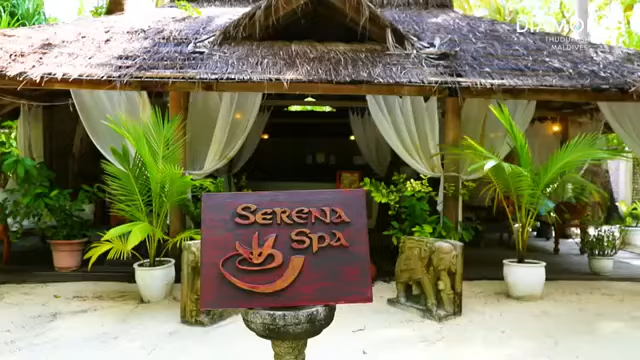 DIAMONDS
THUDUFUSHI
MALDIVES
SERENA
SPA